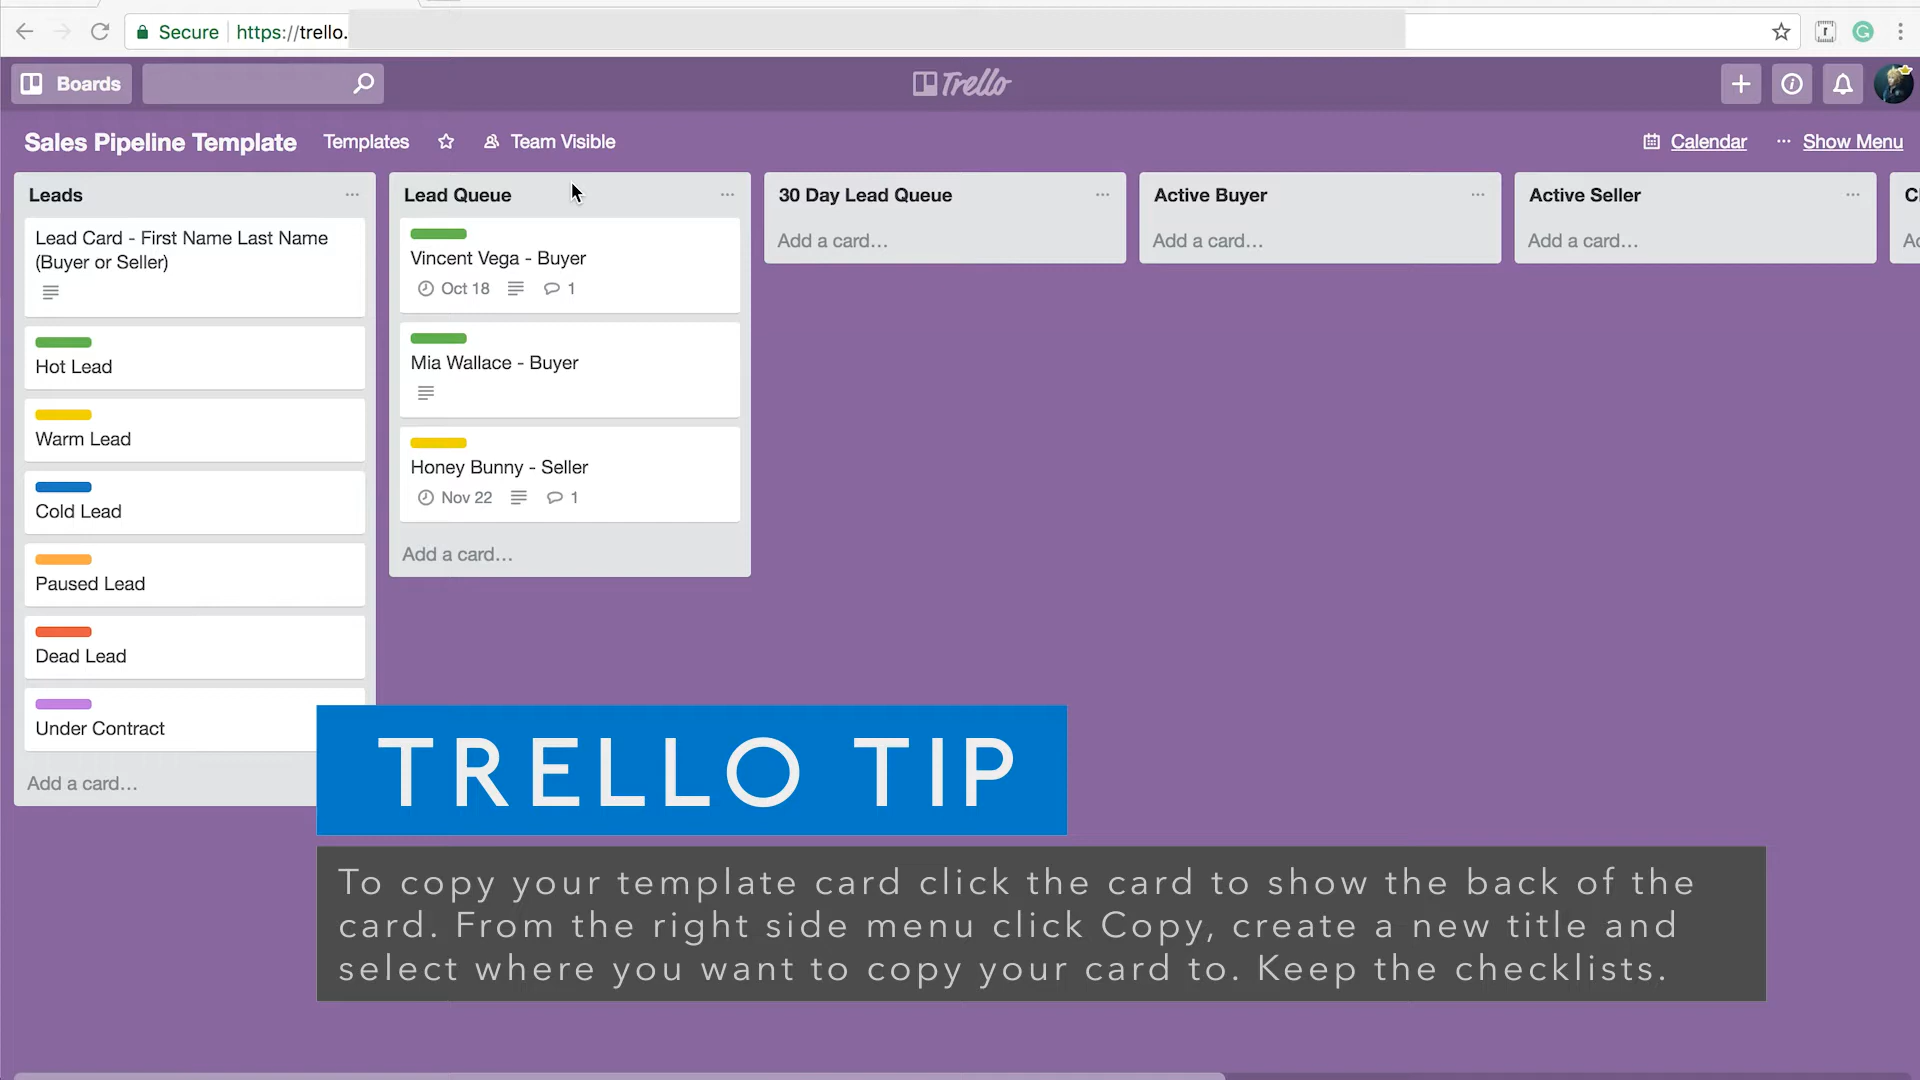 Secure https://trello.
Boards
Trello
Sales Pipeline Template Templates Team Visible
Calendar ... Show Menu
Leads ...
Lead Card - First Name Last Name
(Buyer or Seller)
Hot Lead
Warm Lead
Cold Lead
Paused Lead
Dead Lead
Under Contract
Add a card...
Lead Queue ...
Vincent Vega - Buyer
Oct 18 1
Mia Wallace - Buyer
Honey Bunny - Seller
Nov 22 1
Add a card...
30 Day Lead Queue ...
Add a card...
Active Buyer ...
Add a card...
Active Seller ...
Add a card...
TRELLO TIP
To copy your template card click the card to show the back of the
card. From the right side menu click Copy, create a new title and
select where you want to copy your card to. Keep the checklists.